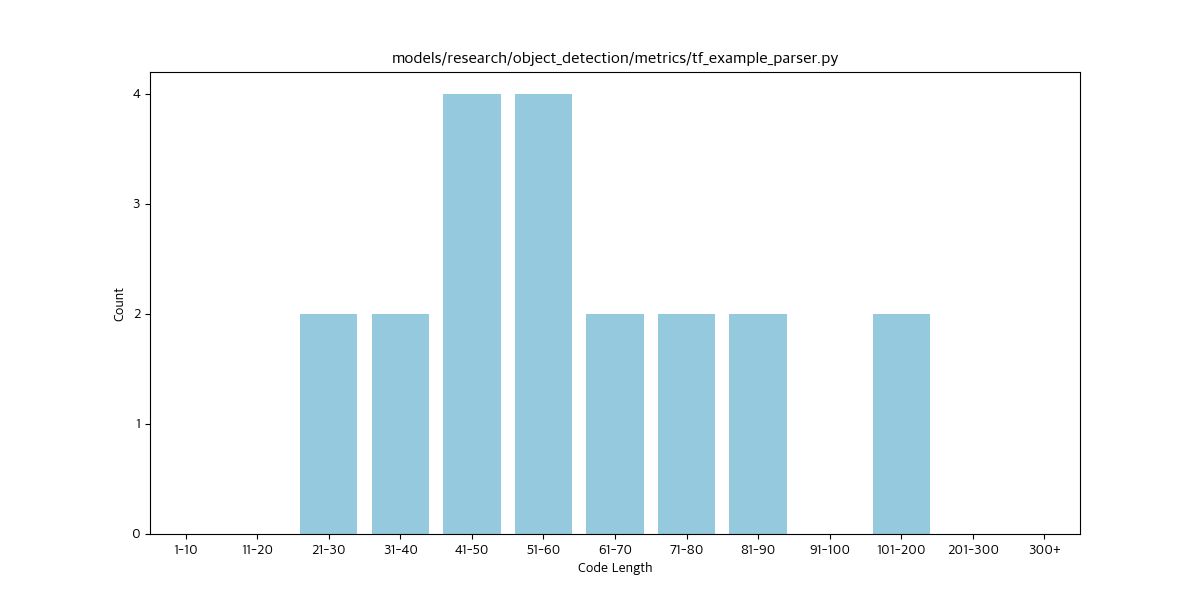 models/research/object_detection/metrics/tf_example_parser.py
4
3
2
1
0
Count
1-10 11-20 21-30 31-40 41-50 51-60 61-70 71-80 81-90 91-100 101-200 201-300 300+
Code Length